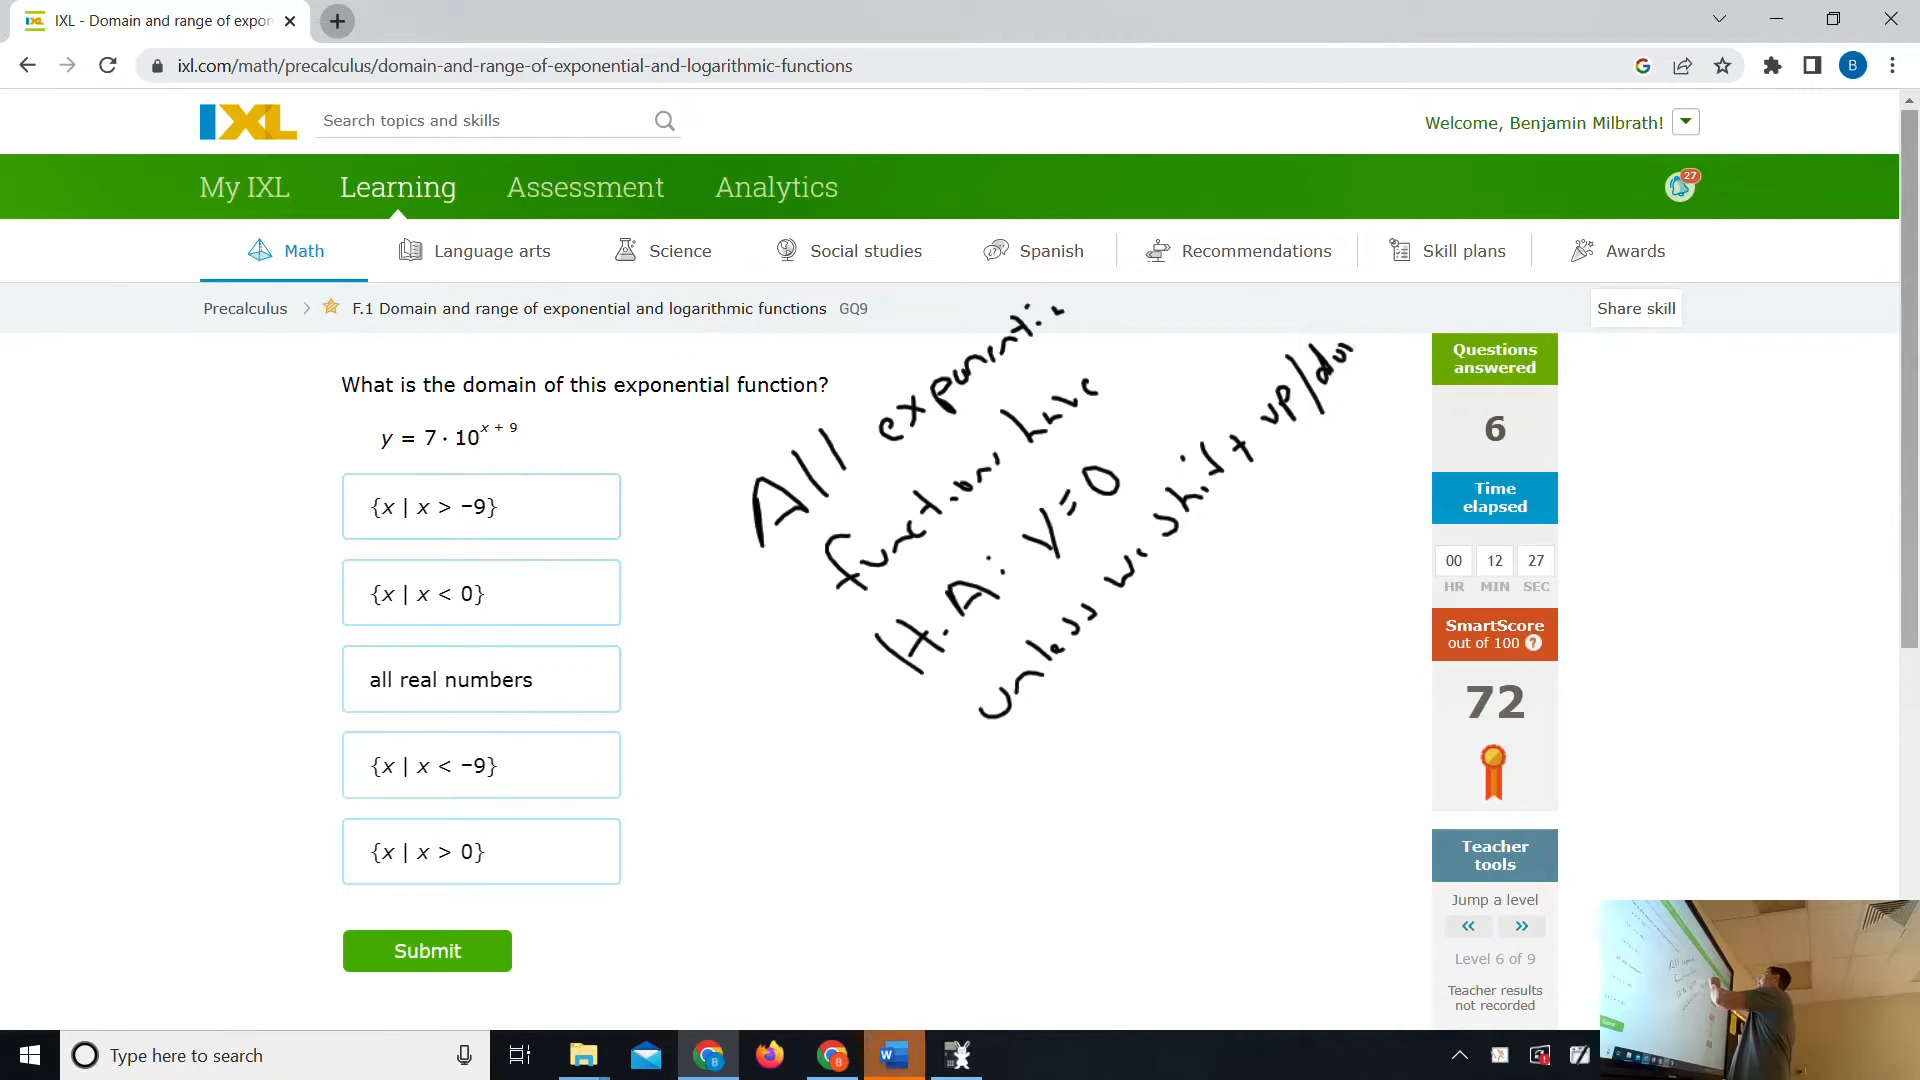 IXL - Domain and range of expon
ixl.com/math/precalculus/domain-and-range-of-exponential-and-logarithmic-functions
B
IXL
Search topics and skills
Welcome, Benjamin Milbrath!
My IXL Learning Assessment Analytics
27
Math Language arts Science Social studies Spanish Recommendations Skill plans Awards
Precalculus > F.1 Domain and range of exponential and logarithmic functions GQ9
Share skill
What is the domain of this exponential function?
y = 7 · 10^(x + 9)
{x | x > −9}
{x | x < 0}
all real numbers
{x | x < −9}
{x | x > 0}
Submit
All exponential
functions have
H.A: y=0
unless we shift up/down
Questions
answered
6
Time
elapsed
00 12 27
HR MIN SEC
SmartScore
out of 100 ?
72
Teacher
tools
Jump a level
<< >>
Level 6 of 9
Teacher results
not recorded
Type here to search